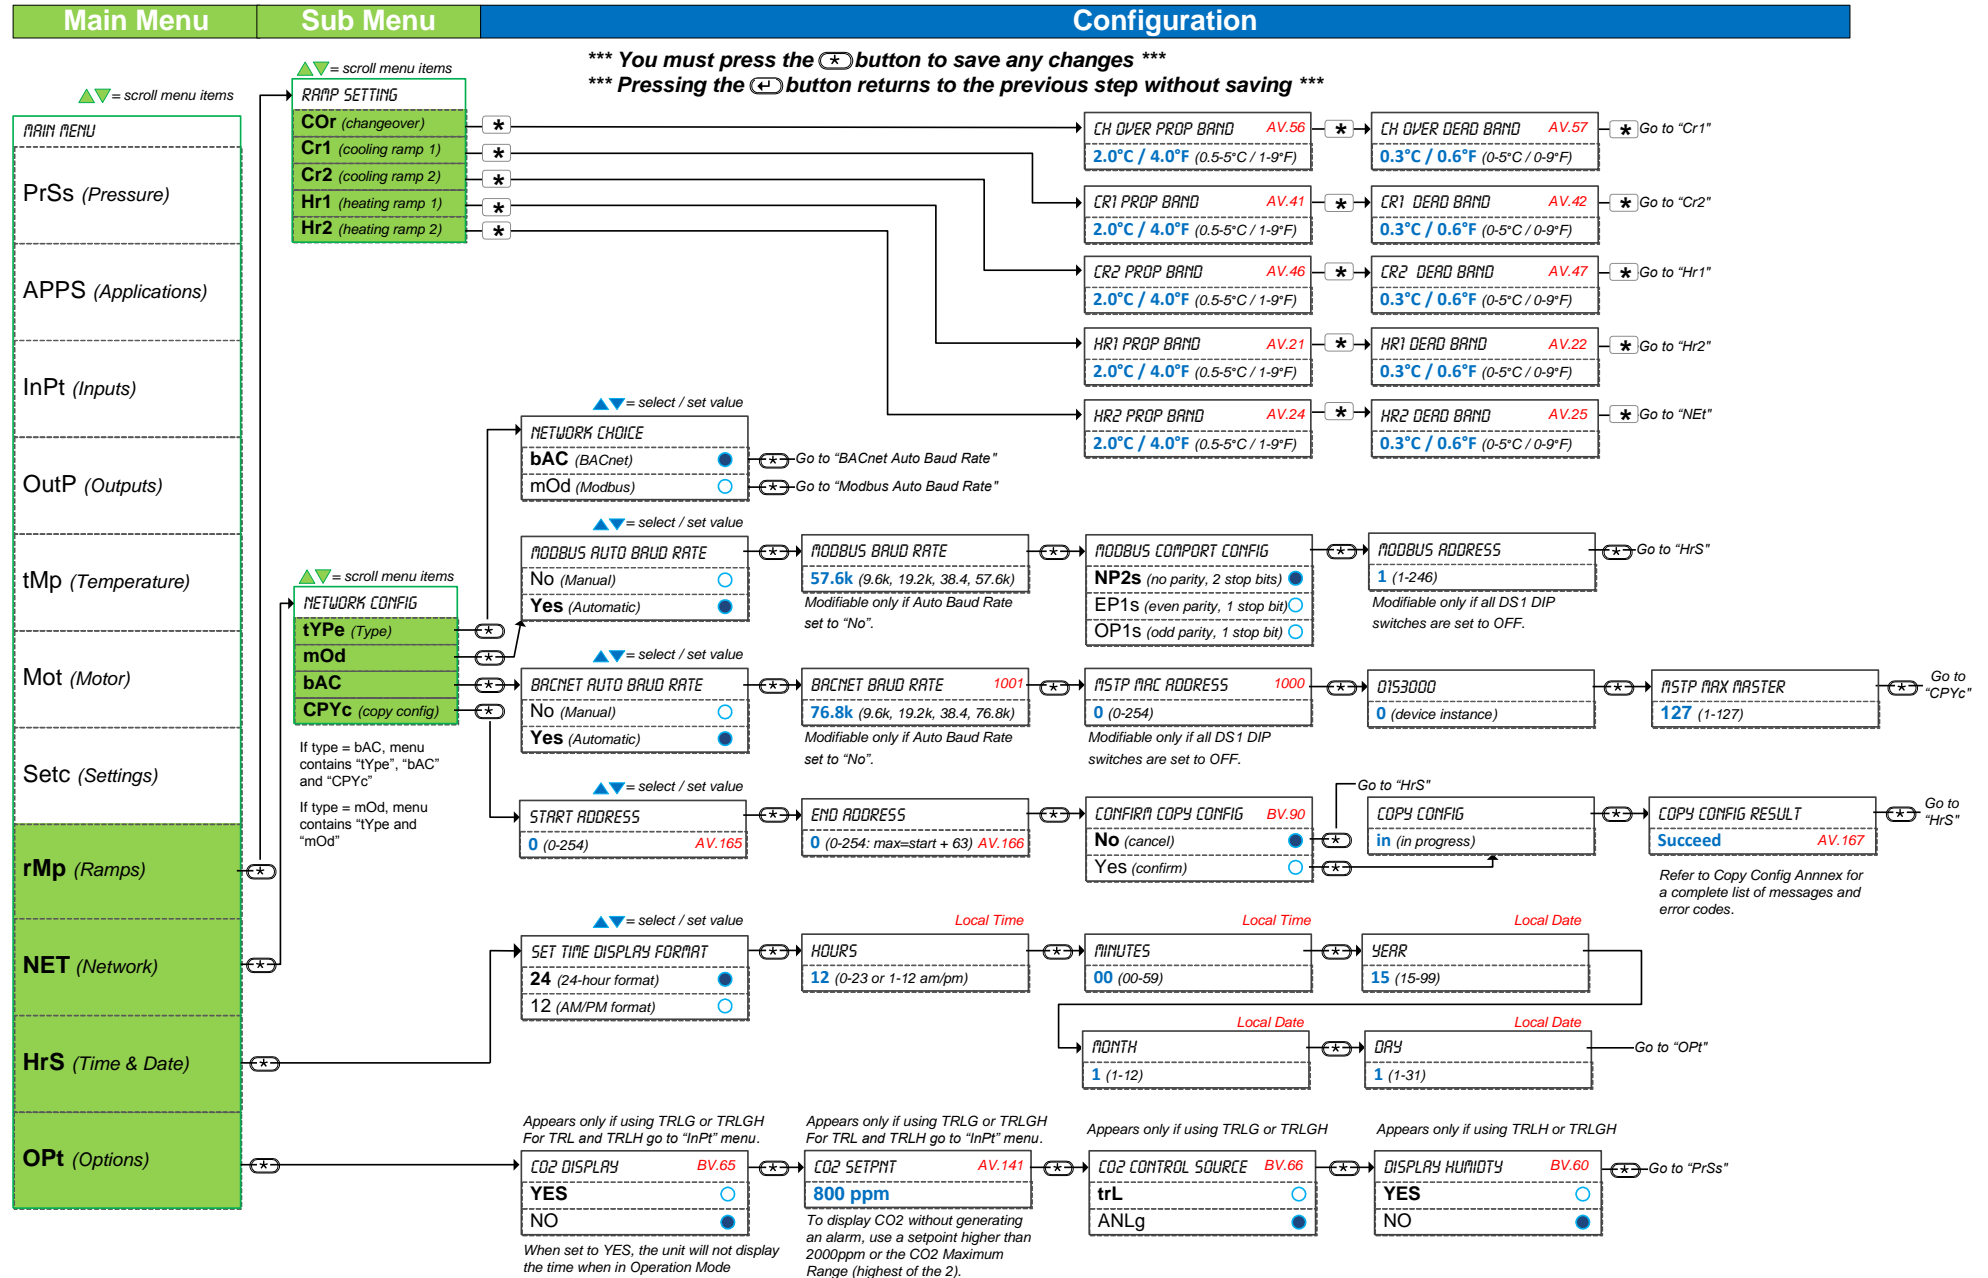 Main Menu
Sub Menu
Configuration
*** You must press the * button to save any changes ***
*** Pressing the ↵ button returns to the previous step without saving ***
= scroll menu items
MAIN MENU
PrSs (Pressure)
APPS (Applications)
InPt (Inputs)
OutP (Outputs)
tMp (Temperature)
Mot (Motor)
Setc (Settings)
rMp (Ramps)
NET (Network)
HrS (Time & Date)
OPt (Options)
= scroll menu items
RAMP SETTING
COr (changeover)
Cr1 (cooling ramp 1)
Cr2 (cooling ramp 2)
Hr1 (heating ramp 1)
Hr2 (heating ramp 2)
CH OVER PROP BAND AV.56
2.0°C / 4.0°F (0.5-5°C / 1-9°F)
CH OVER DEAD BAND AV.57
0.3°C / 0.6°F (0-5°C / 0-9°F)
Go to "Cr1"
CR1 PROP BAND AV.41
2.0°C / 4.0°F (0.5-5°C / 1-9°F)
CR1 DEAD BAND AV.42
0.3°C / 0.6°F (0-5°C / 0-9°F)
Go to "Cr2"
CR2 PROP BAND AV.46
2.0°C / 4.0°F (0.5-5°C / 1-9°F)
CR2 DEAD BAND AV.47
0.3°C / 0.6°F (0-5°C / 0-9°F)
Go to "Hr1"
HR1 PROP BAND AV.21
2.0°C / 4.0°F (0.5-5°C / 1-9°F)
HR1 DEAD BAND AV.22
0.3°C / 0.6°F (0-5°C / 0-9°F)
Go to "Hr2"
HR2 PROP BAND AV.24
2.0°C / 4.0°F (0.5-5°C / 1-9°F)
HR2 DEAD BAND AV.25
0.3°C / 0.6°F (0-5°C / 0-9°F)
Go to "NEt"
= scroll menu items
NETWORK CONFIG
tYPe (Type)
mOd
bAC
CPYc (copy config)
If type = bAC, menu
contains "tYpe", "bAC"
and "CPYc"
If type = mOd, menu
contains "tYpe and
"mOd"
= select / set value
NETWORK CHOICE
bAC (BACnet)
Go to "BACnet Auto Baud Rate"
mOd (Modbus)
Go to "Modbus Auto Baud Rate"
= select / set value
MODBUS AUTO BAUD RATE
No (Manual)
Yes (Automatic)
MODBUS BAUD RATE
57.6k (9.6k, 19.2k, 38.4, 57.6k)
Modifiable only if Auto Baud Rate
set to "No".
MODBUS COMPORT CONFIG
NP2s (no parity, 2 stop bits)
EP1s (even parity, 1 stop bit)
OP1s (odd parity, 1 stop bit)
MODBUS ADDRESS
1 (1-246)
Modifiable only if all DS1 DIP
switches are set to OFF.
Go to "HrS"
= select / set value
BACNET AUTO BAUD RATE
No (Manual)
Yes (Automatic)
BACNET BAUD RATE 1001
76.8k (9.6k, 19.2k, 38.4, 76.8k)
Modifiable only if Auto Baud Rate
set to "No".
MSTP MAC ADDRESS 1000
0 (0-254)
Modifiable only if all DS1 DIP
switches are set to OFF.
0153000
0 (device instance)
MSTP MAX MASTER
127 (1-127)
Go to
"CPYc"
= select / set value
START ADDRESS
0 (0-254) AV.165
END ADDRESS
0 (0-254: max=start + 63) AV.166
CONFIRM COPY CONFIG BV.90
No (cancel)
Yes (confirm)
Go to "HrS"
COPY CONFIG
in (in progress)
COPY CONFIG RESULT
Succeed AV.167
Refer to Copy Config Annnex for
a complete list of messages and
error codes.
Go to
"HrS"
= select / set value
SET TIME DISPLAY FORMAT
24 (24-hour format)
12 (AM/PM format)
Local Time
HOURS
12 (0-23 or 1-12 am/pm)
Local Time
MINUTES
00 (00-59)
Local Date
YEAR
15 (15-99)
Local Date
MONTH
1 (1-12)
Local Date
DAY
1 (1-31)
Go to "OPt"
Appears only if using TRLG or TRLGH
For TRL and TRLH go to "InPt" menu.
CO2 DISPLAY BV.65
YES
NO
When set to YES, the unit will not display
the time when in Operation Mode
Appears only if using TRLG or TRLGH
For TRL and TRLH go to "InPt" menu.
CO2 SETPNT AV.141
800 ppm
To display CO2 without generating
an alarm, use a setpoint higher than
2000ppm or the CO2 Maximum
Range (highest of the 2).
Appears only if using TRLG or TRLGH
CO2 CONTROL SOURCE BV.66
trL
ANLg
Appears only if using TRLH or TRLGH
DISPLAY HUMIDTY BV.60
YES
NO
Go to "PrSs"